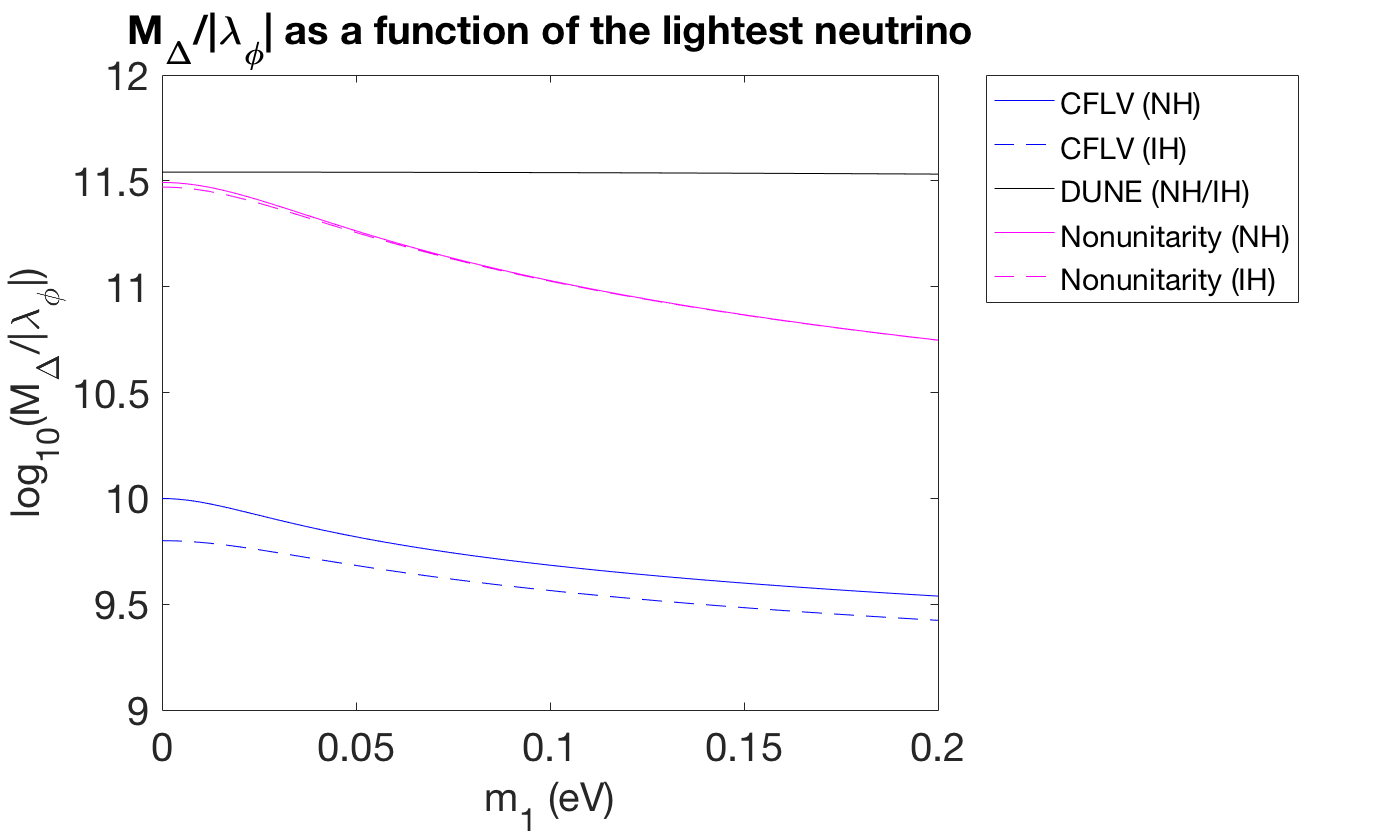 M_Δ/|λ_ϕ| as a function of the lightest neutrino
12
11.5
11
10.5
10
9.5
9
log_10(M_Δ/|λ_ϕ|)
0 0.05 0.1 0.15 0.2
m_1 (eV)
CFLV (NH)
CFLV (IH)
DUNE (NH/IH)
Nonunitarity (NH)
Nonunitarity (IH)